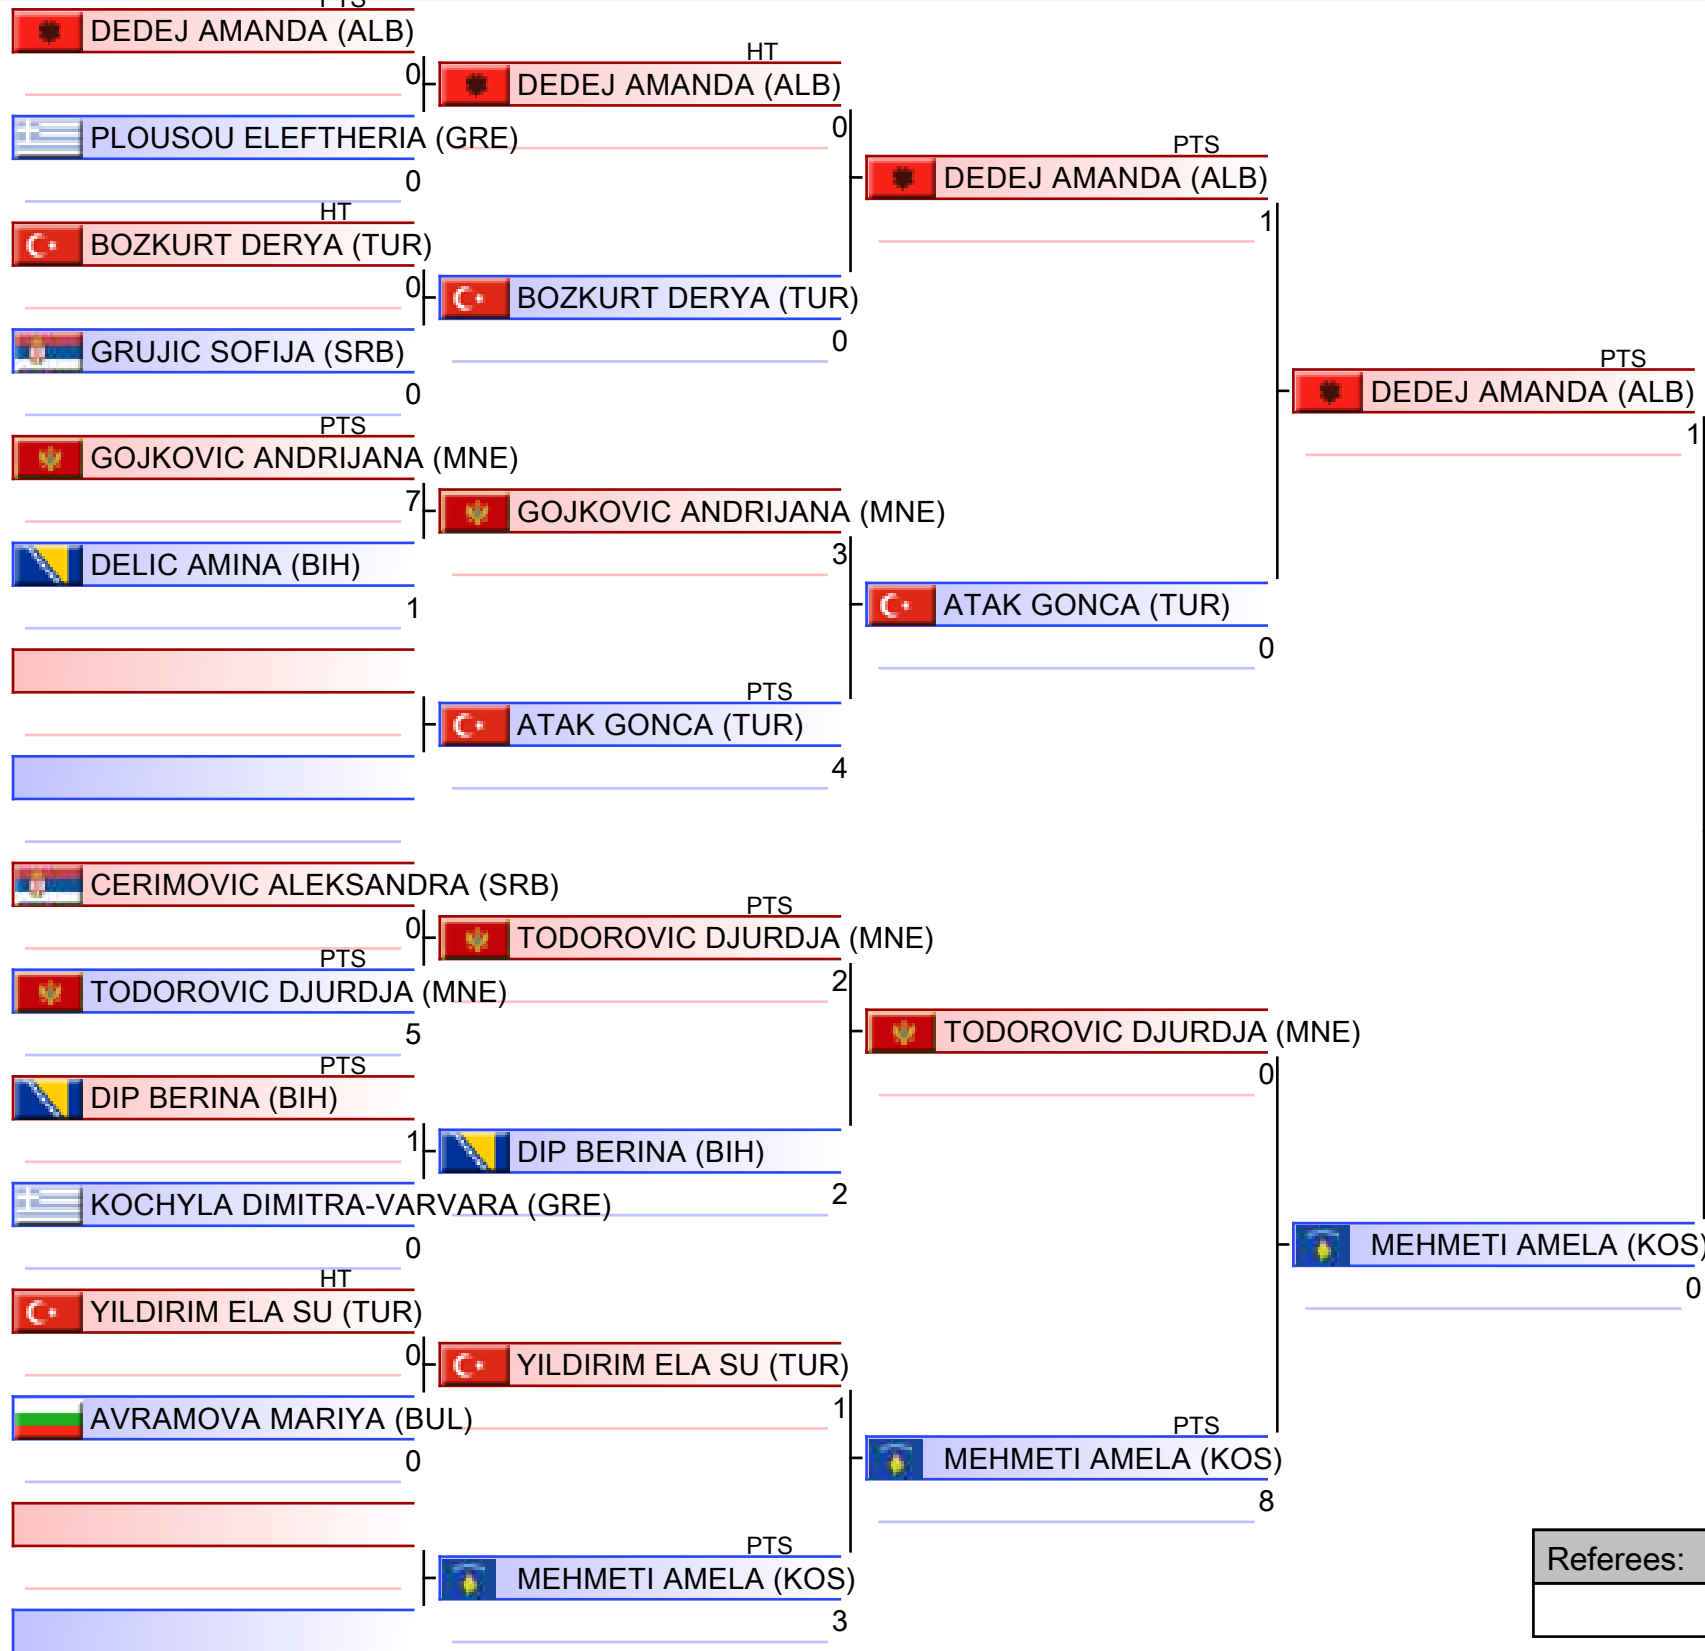 PTS
DEDEJ AMANDA (ALB)
0
PLOUSOU ELEFTHERIA (GRE)
0
HT
BOZKURT DERYA (TUR)
0
GRUJIC SOFIJA (SRB)
0
PTS
GOJKOVIC ANDRIJANA (MNE)
7
DELIC AMINA (BIH)
1
CERIMOVIC ALEKSANDRA (SRB)
0
PTS
TODOROVIC DJURDJA (MNE)
5
PTS
DIP BERINA (BIH)
1
KOCHYLA DIMITRA-VARVARA (GRE)
0
HT
YILDIRIM ELA SU (TUR)
0
AVRAMOVA MARIYA (BUL)
0
HT
DEDEJ AMANDA (ALB)
0
BOZKURT DERYA (TUR)
0
GOJKOVIC ANDRIJANA (MNE)
3
PTS
ATAK GONCA (TUR)
4
PTS
TODOROVIC DJURDJA (MNE)
2
DIP BERINA (BIH)
2
YILDIRIM ELA SU (TUR)
1
PTS
MEHMETI AMELA (KOS)
3
PTS
DEDEJ AMANDA (ALB)
1
ATAK GONCA (TUR)
0
TODOROVIC DJURDJA (MNE)
0
PTS
MEHMETI AMELA (KOS)
8
PTS
DEDEJ AMANDA (ALB)
1
MEHMETI AMELA (KOS)
0
Referees: